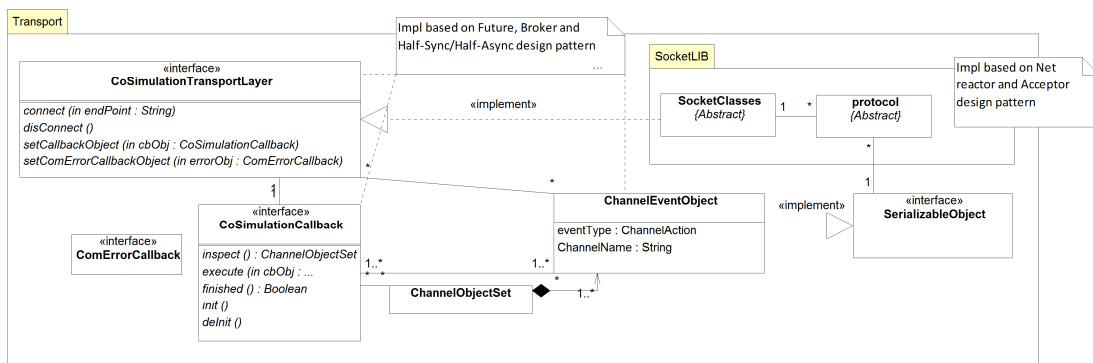 Transport
Impl based on Future, Broker and
Half-Sync/Half-Async design pattern
...
SocketLIB
Impl based on Net
reactor and Acceptor
design pattern
«interface»
CoSimulationTransportLayer
connect (in endPoint : String)
disConnect ()
setCallbackObject (in cbObj : CoSimulationCallback)
setComErrorCallbackObject (in errorObj : ComErrorCallback)
«implement»
SocketClasses
{Abstract}
1
*
protocol
{Abstract}
*
1
*
*
1
1
«interface»
CoSimulationCallback
inspect () : ChannelObjectSet
execute (in cbObj : ...
finished () : Boolean
init ()
deInit ()
«interface»
ComErrorCallback
ChannelEventObject
eventType : ChannelAction
ChannelName : String
«implement»
«interface»
SerializableObject
1..*
1..*
*
*
*
1..*
ChannelObjectSet